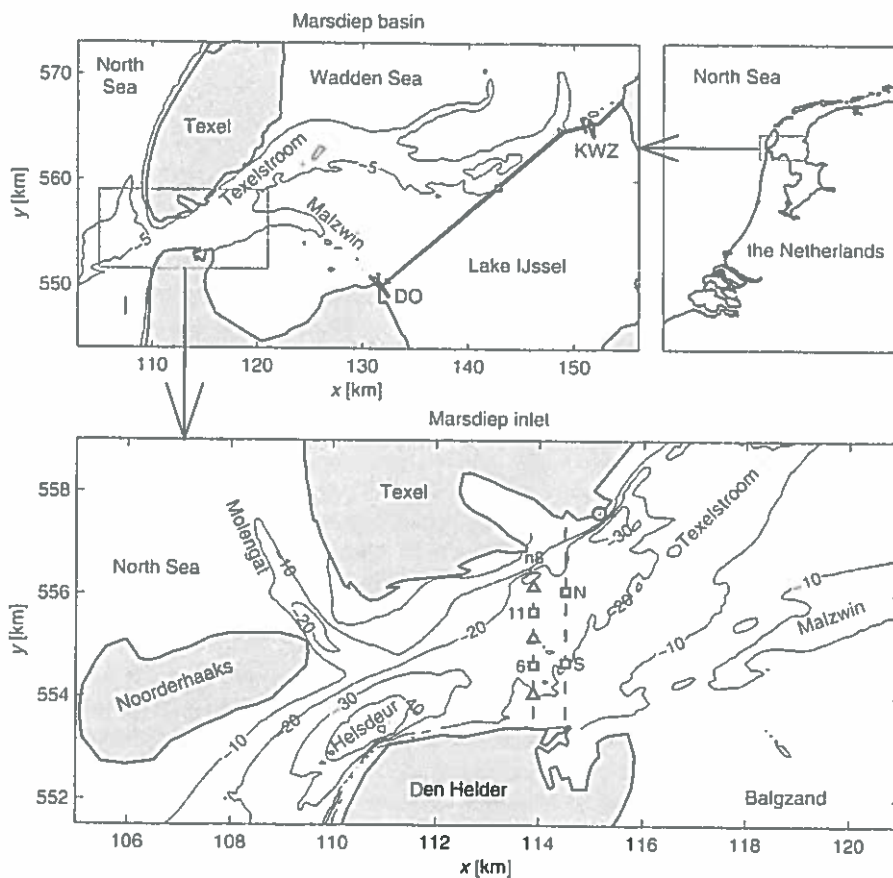 Marsdiep basin
570
560
550
y [km]
North
Sea
Texel
Wadden Sea
Texelstroom
-5
Malzwin
-5
KWZ
DO
Lake IJssel
110
120
130
140
150
x [km]
North Sea
the Netherlands
Marsdiep inlet
558
556
554
552
y [km]
Texel
Molengat
-10
-20
North Sea
Noorderhaaks
-10
-20
-30
Helsdeur
-40
-20
n8
11
6
N
S
-30
Texelstroom
-20
-10
-10
Malzwin
Den Helder
Balgzand
106
108
110
112
114
116
118
120
x [km]